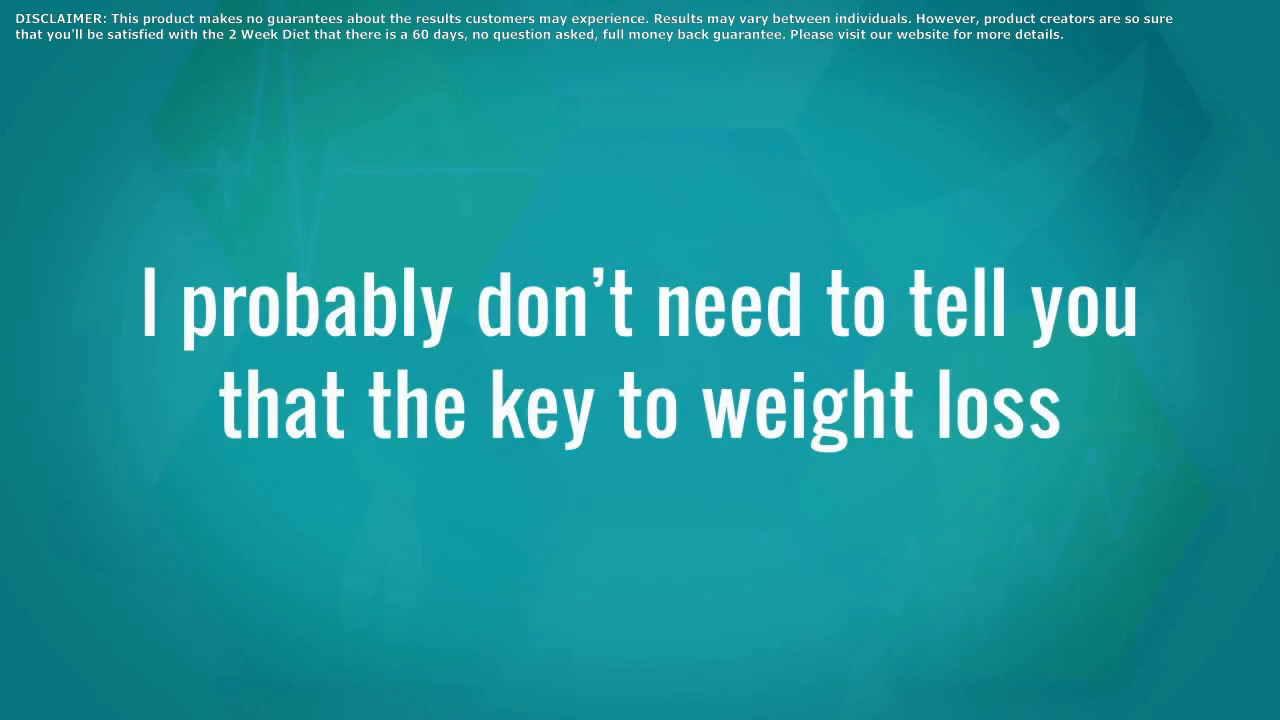 DISCLAIMER: This product makes no guarantees about the results customers may experience. Results may vary between individuals. However, product creators are so sure
that you'll be satisfied with the 2 Week Diet that there is a 60 days, no question asked, full money back guarantee. Please visit our website for more details.
I probably don’t need to tell you
that the key to weight loss